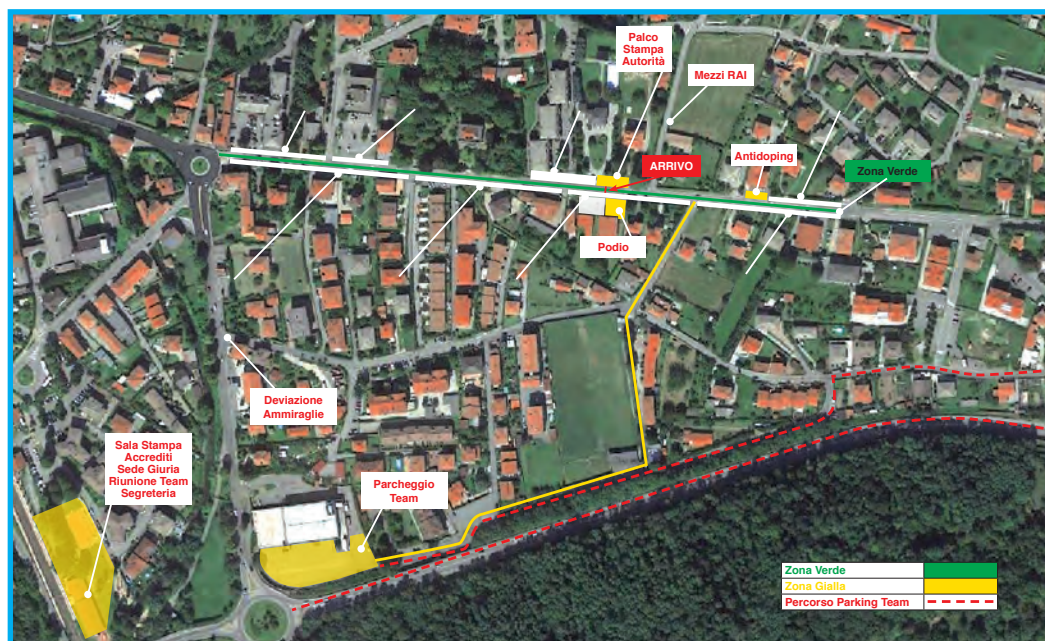 Palco
Stampa
Autorità
Mezzi RAI
ARRIVO
Antidoping
Zona Verde
Podio
Deviazione
Ammiraglie
Sala Stampa
Accrediti
Sede Giuria
Riunione Team
Segreteria
Parcheggio
Team
Zona Verde
Zona Gialla
Percorso Parking Team